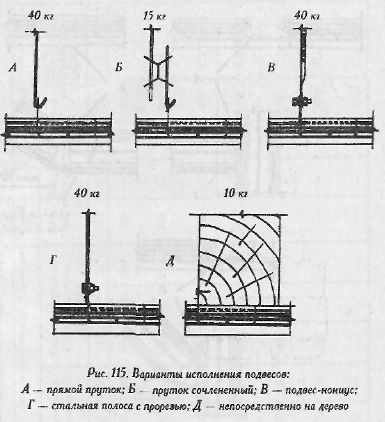 40 кг 15 кг 40 кг
А Б В
40 кг 10 кг
Г Д
Рис. 115. Варианты исполнения подвесов:
А — прямой пруток; Б — пруток сочлененный; В — подвес-нониус;
Г — стальная полоса с прорезью; Д — непосредственно на дерево